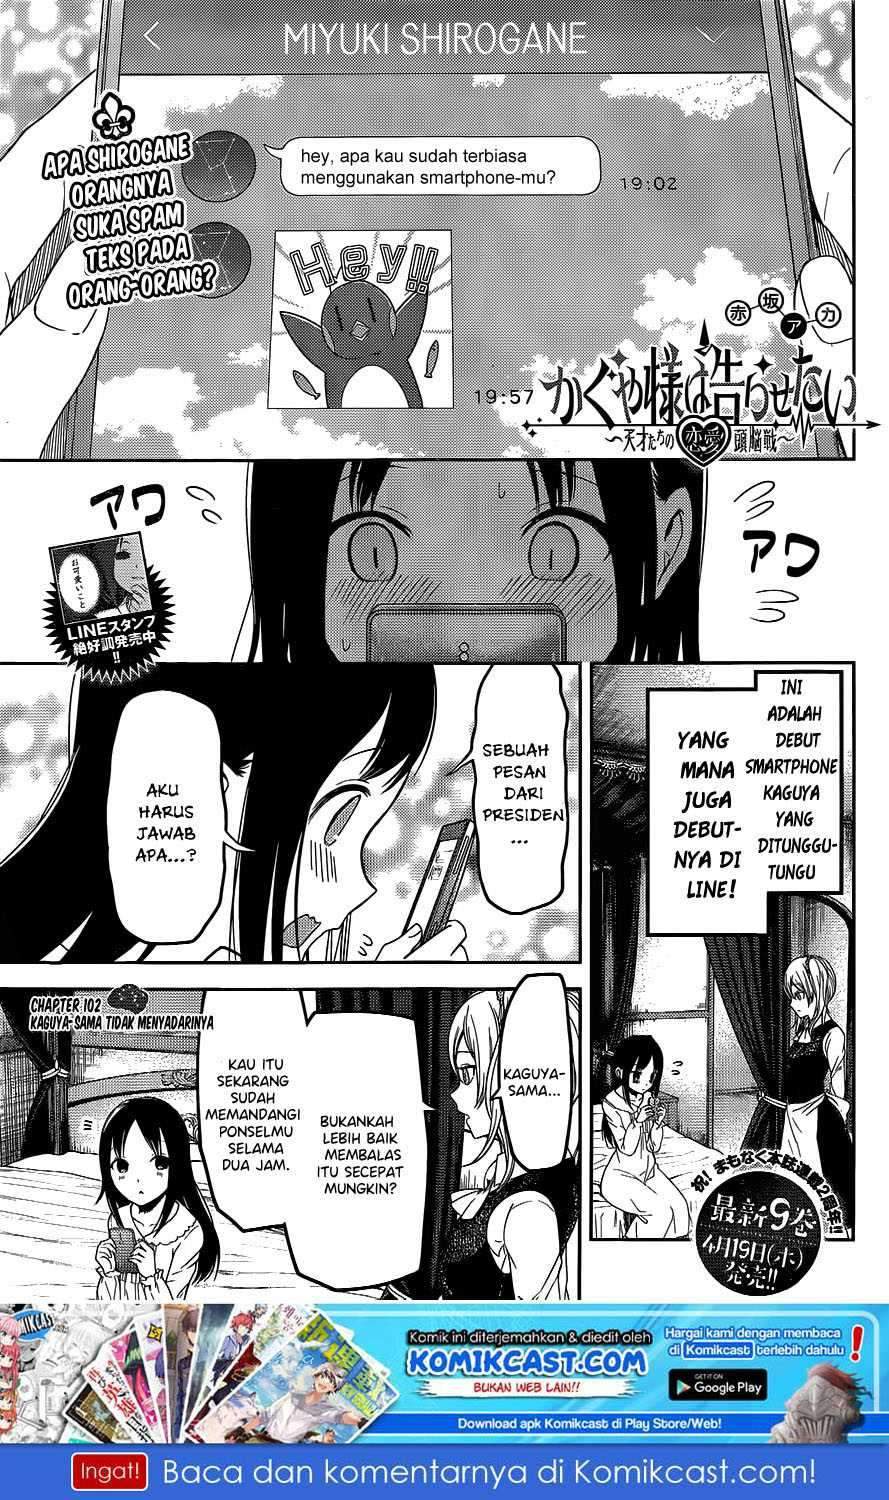 MIYUKI SHIROGANE
APA SHIROGANE
ORANGNYA
SUKA SPAM
TEKS PADA
ORANG-ORANG?
hey, apa kau sudah terbiasa
menggunakan smartphone-mu?
19:02
Hey!!
19:57
赤坂アカ
かぐや様は告らせたい
~天才たちの恋愛頭脳戦~
アワ
アワ
お可愛いこと
LINEスタンプ
絶好調発売中
!!
8
INI
ADALAH
DEBUT
SMARTPHONE
KAGUYA
YANG
DITUNGGU-
TUNGU
YANG
MANA
JUGA
DEBUT-
NYA DI
LINE!
SEBUAH
PESAN
DARI
PRESIDEN
...
AKU
HARUS
JAWAB
APA...?
CHAPTER 102
KAGUYA-SAMA TIDAK MENYADARINYA
KAGUYA-
SAMA...
BUKANKAH
LEBIH BAIK
MEMBALAS
ITU SECEPAT
MUNGKIN?
KAU ITU
SEKARANG
SUDAH
MEMANDANGI
PONSELMU
SELAMA
DUA JAM.
祝!まもなく本誌連載2周年!!
最新9巻
4月19日(木)
発売!!
KOMIKCAST.COM
Komik ini diterjemahkan & diedit oleh
KOMIKCAST.COM
BUKAN WEB LAIN!!
Hargai kami dengan membaca
di Komikcast terlebih dahulu
!
GET IT ON
Google Play
Download apk Komikcast di Play Store/Web!
Ingat! Baca dan komentarnya di Komikcast.com!